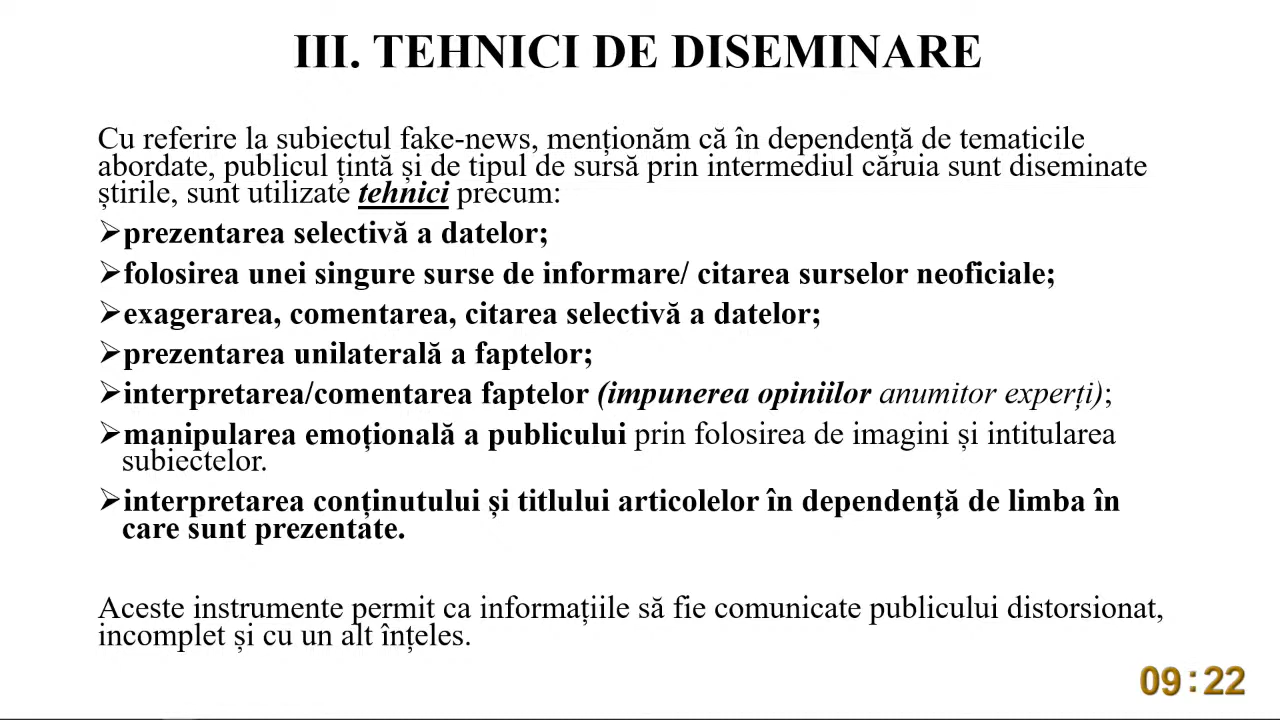 III. TEHNICI DE DISEMINARE
Cu referire la subiectul fake-news, menționăm că în dependență de tematicile
abordate, publicul țintă și de tipul de sursă prin intermediul căruia sunt diseminate
știrile, sunt utilizate tehnici precum:
➢prezentarea selectivă a datelor;
➢folosirea unei singure surse de informare/ citarea surselor neoficiale;
➢exagerarea, comentarea, citarea selectivă a datelor;
➢prezentarea unilaterală a faptelor;
➢interpretarea/comentarea faptelor (impunerea opiniilor anumitor experți);
➢manipularea emoțională a publicului prin folosirea de imagini și intitularea
subiectelor.
➢interpretarea conținutului și titlului articolelor în dependență de limba în
care sunt prezentate.
Aceste instrumente permit ca informațiile să fie comunicate publicului distorsionat,
incomplet și cu un alt înțeles.
09:22